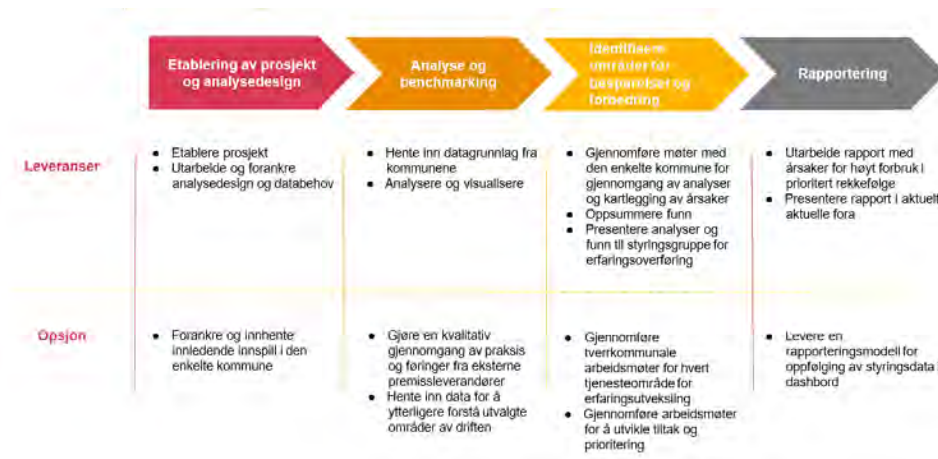 Etablering av prosjekt
og analysedesign
Analyse og
benchmarking
Identifisere
områder for
besparelser og
forbedring
Rapportering
Leveranser
• Etablere prosjekt
• Utarbeide og forankre
analysedesign og databehov
• Hente inn datagrunnlag fra
kommunene
• Analysere og visualisere
• Gjennomføre møter med
den enkelte kommune for
gjennomgang av analyser
og kartlegging av årsaker
• Oppsummere funn
• Presentere analyser og
funn til styringsgruppe for
erfaringsoverføring
• Utarbeide rapport med
årsaker for høyt forbruk i
prioritert rekkefølge
• Presentere rapport i aktuell
aktuelle fora
Opsjon
• Forankre og innhente
innledende innspill i den
enkelte kommune
• Gjøre en kvalitativ
gjennomgang av praksis
og føringer fra eksterne
premissleverandører
• Hente inn data for å
ytterligere forstå utvalgte
områder av driften
• Gjennomføre
tverrkommunale
arbeidsmøter for hvert
tjenesteområde for
erfaringsutveksling
• Gjennomføre arbeidsmøter
for å utvikle tiltak og
prioritering
• Levere en
rapporteringsmodell for
oppfølging av styringsdata i
dashbord